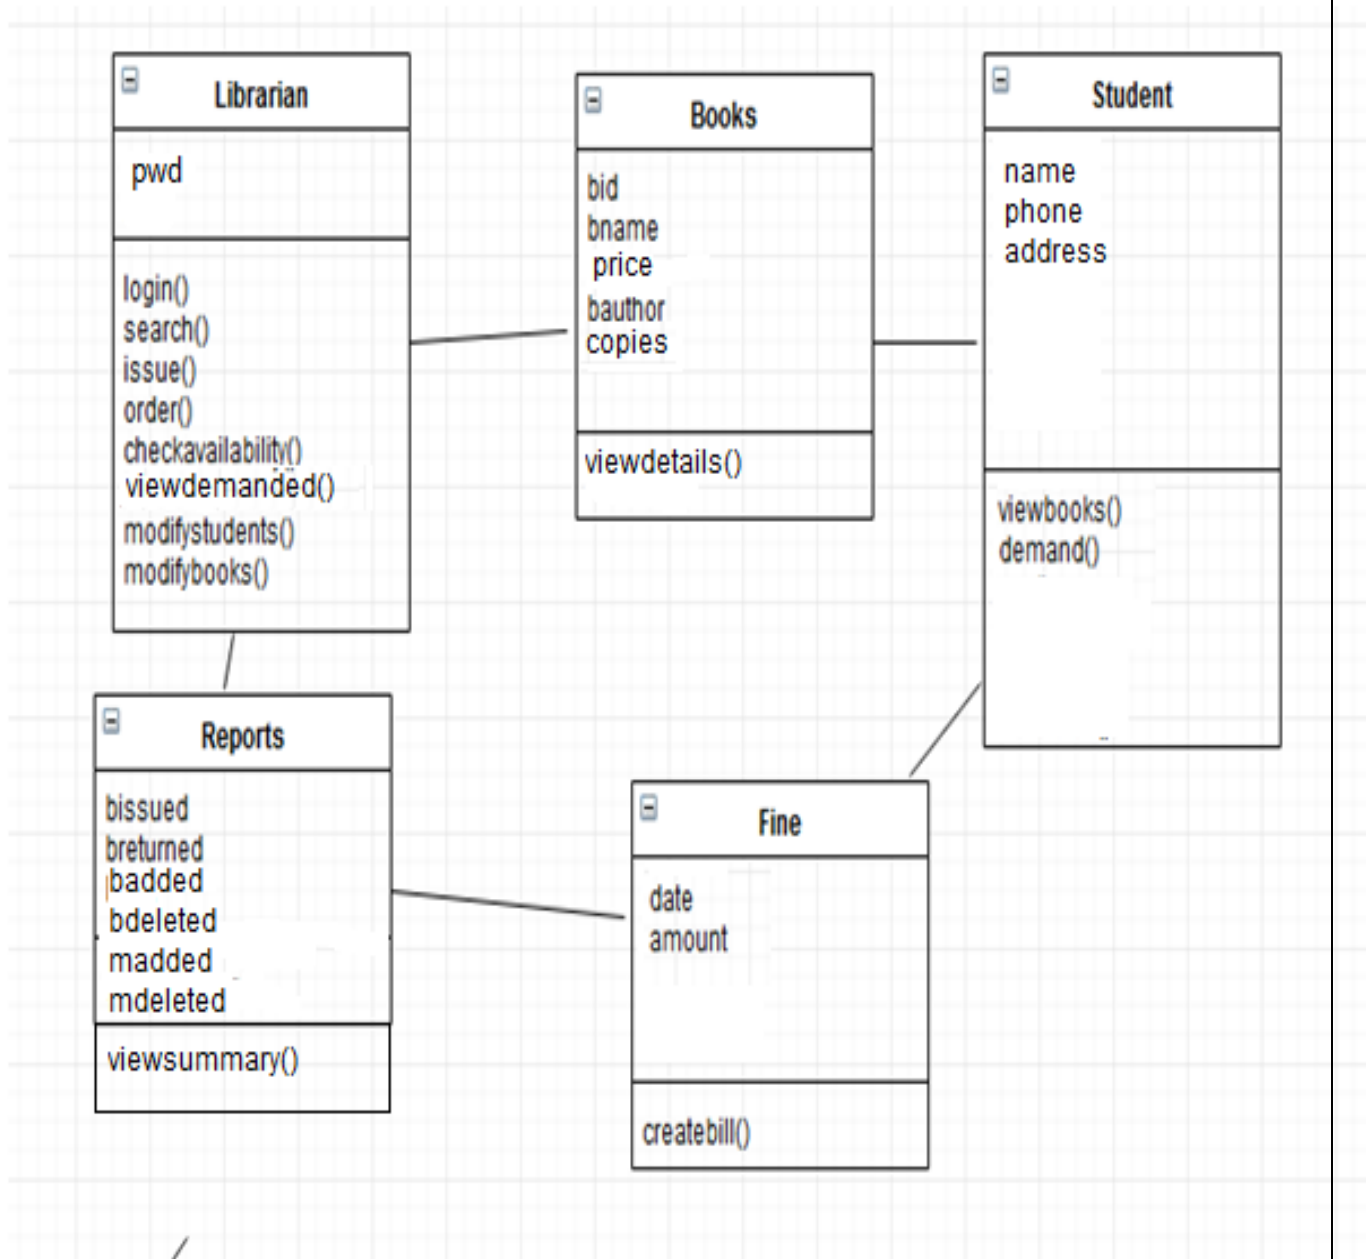 Librarian
pwd
login()
search()
issue()
order()
checkavailability()
viewdemanded()
modifystudents()
modifybooks()
Books
bid
bname
price
bauthor
copies
viewdetails()
Student
name
phone
address
viewbooks()
demand()
Reports
bissued
breturned
badded
bdeleted
madded
mdeleted
viewsummary()
Fine
date
amount
createbill()